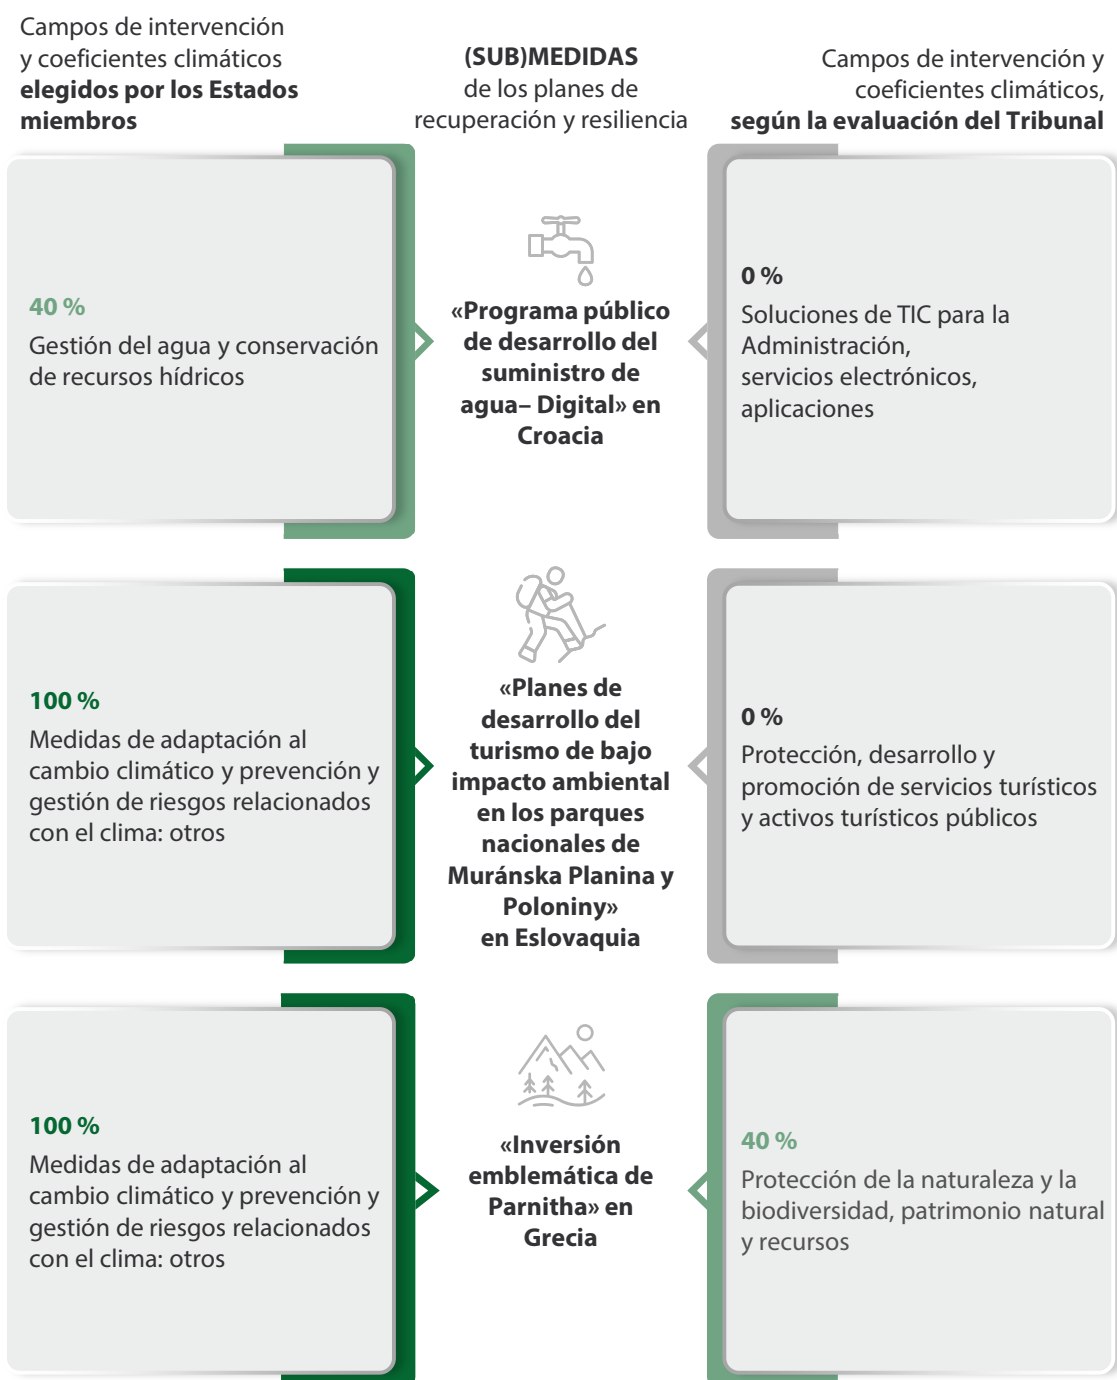 Campos de intervención
y coeficientes climáticos
elegidos por los Estados
miembros
(SUB)MEDIDAS
de los planes de
recuperación y resiliencia
Campos de intervención y
coeficientes climáticos,
según la evaluación del Tribunal
40 %
Gestión del agua y conservación
de recursos hídricos
«Programa público
de desarrollo del
suministro de
agua– Digital» en
Croacia
0 %
Soluciones de TIC para la
Administración,
servicios electrónicos,
aplicaciones
100 %
Medidas de adaptación al
cambio climático y prevención y
gestión de riesgos relacionados
con el clima: otros
«Planes de
desarrollo del
turismo de bajo
impacto ambiental
en los parques
nacionales de
Muránska Planina y
Poloniny»
en Eslovaquia
0 %
Protección, desarrollo y
promoción de servicios turísticos
y activos turísticos públicos
100 %
Medidas de adaptación al
cambio climático y prevención y
gestión de riesgos relacionados
con el clima: otros
«Inversión
emblemática de
Parnitha» en
Grecia
40 %
Protección de la naturaleza y la
biodiversidad, patrimonio natural
y recursos